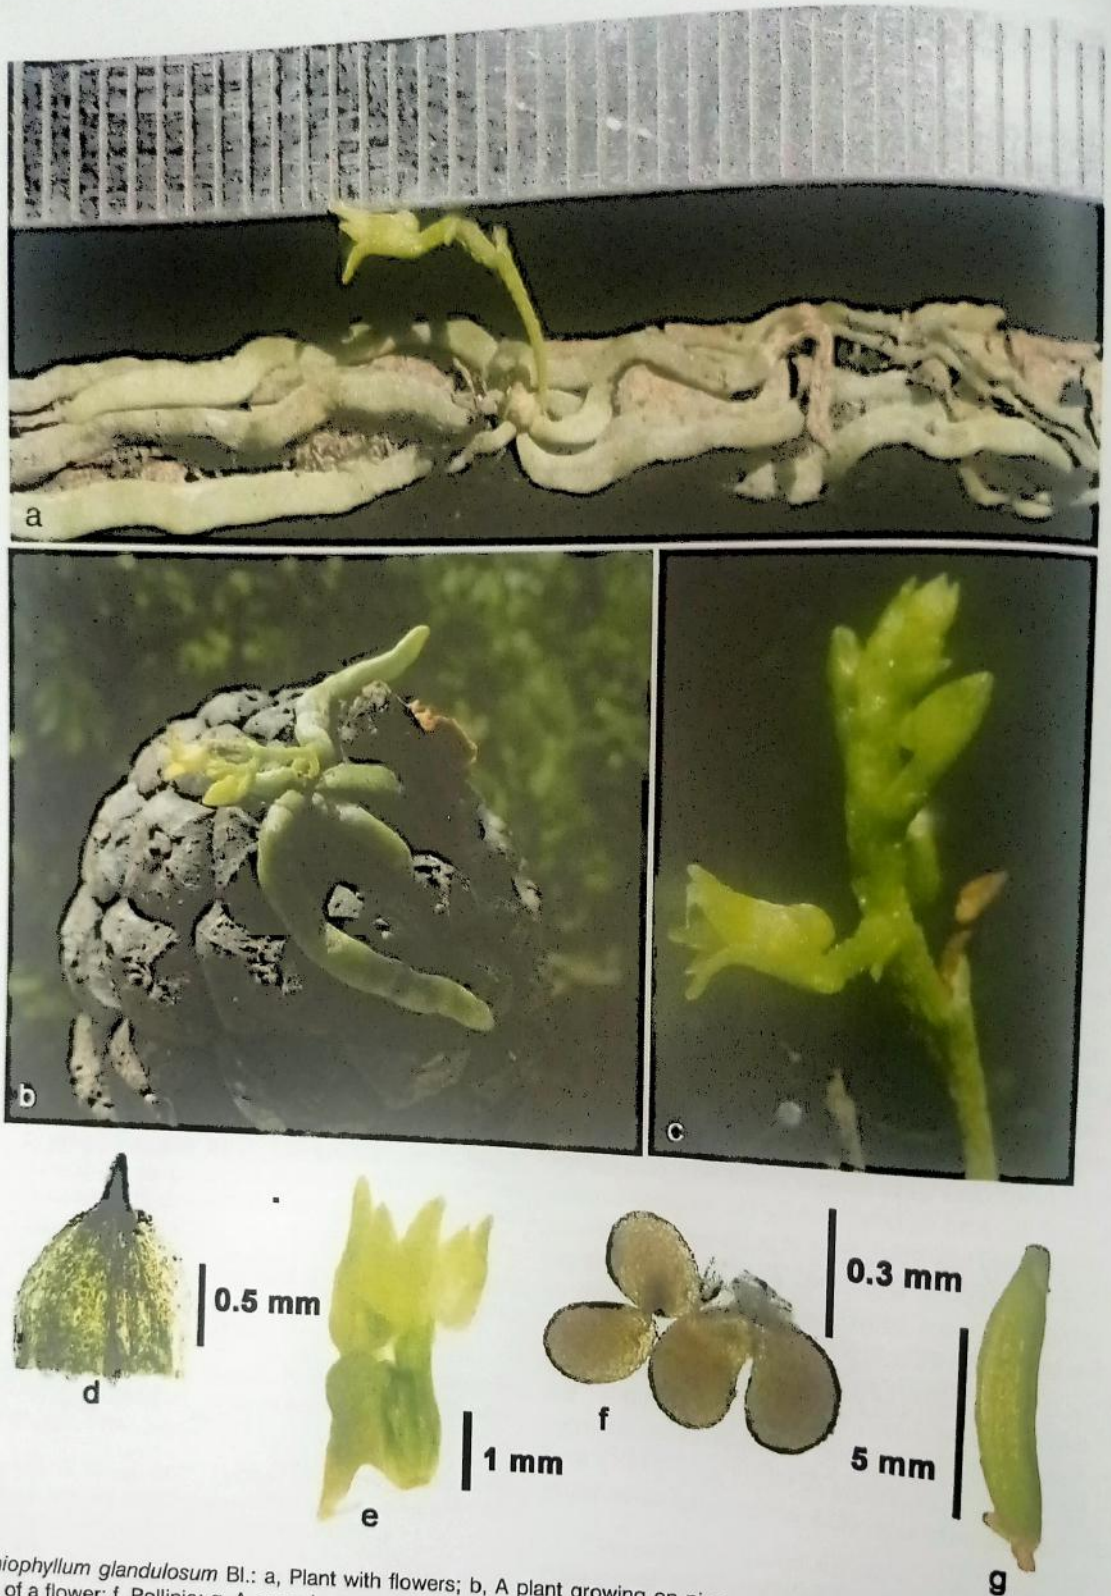 a
b
c
0.5 mm
d
1 mm
e
0.3 mm
f
5 mm
g
glandulosum Bl.: a, Plant with flowers; b, A plant growing on
of a flower; f, Pollinia; g,